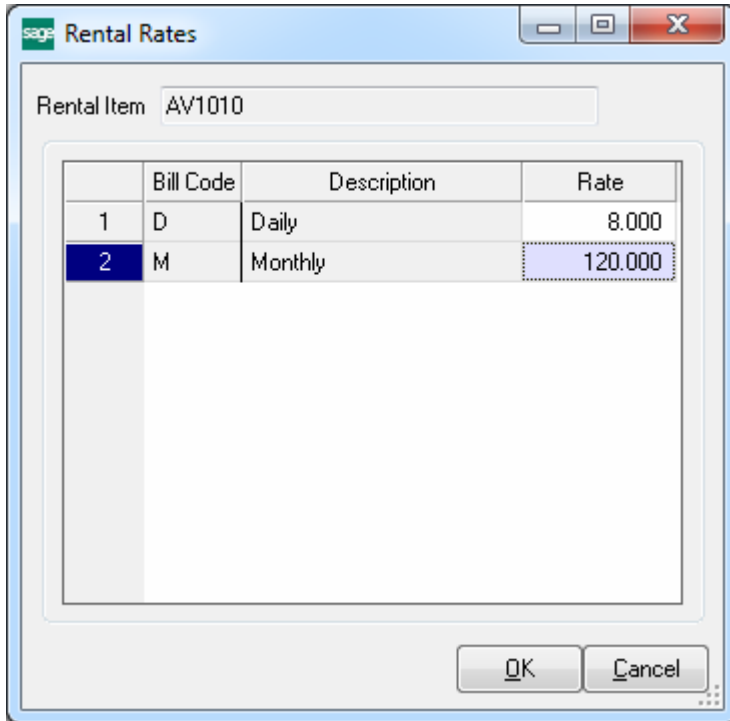 sage Rental Rates
Rental Item AV1010
Bill Code Description Rate
1 D Daily 8.000
2 M Monthly 120.000
OK Cancel